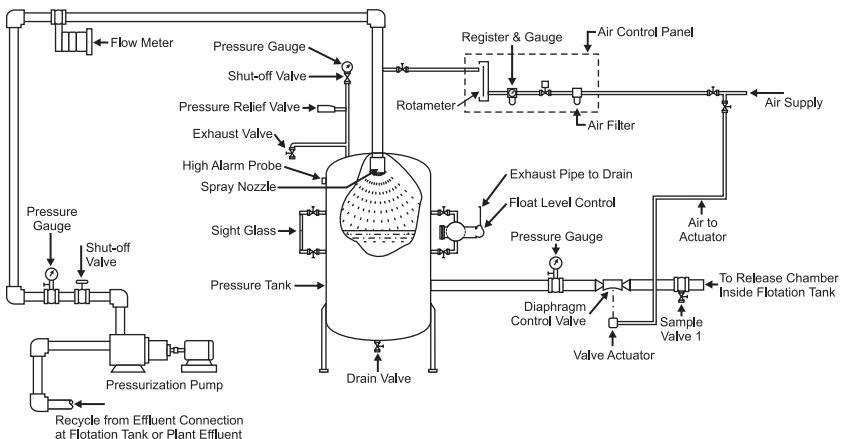 Flow Meter
Pressure Gauge
Shut-off Valve
Pressure Relief Valve
Exhaust Valve
High Alarm Probe
Spray Nozzle
Register & Gauge
Air Control Panel
Rotameter
Air Filter
Air Supply
Exhaust Pipe to Drain
Float Level Control
Air to
Actuator
Pressure
Gauge
Shut-off
Valve
Sight Glass
Pressure Gauge
Pressure Tank
To Release Chamber
Inside Flotation Tank
Diaphragm
Control Valve
Sample
Valve 1
Valve Actuator
Drain Valve
Pressurization Pump
Recycle from Effluent Connection
at Flotation Tank or Plant Effluent